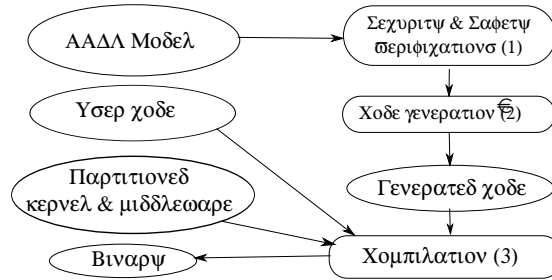 ΑΑΔΛ Μοδελ
Σεχυριτψ & Σαφετψ
ϖεριφιχατιονσ (1)
Υσερ χοδε
Χοδε γενερατιον (2)
Παρτιτιονεδ
κερνελ & μιδδλεωαρε
Γενερατεδ χοδε
Βιναρψ
Χομπιλατιον (3)